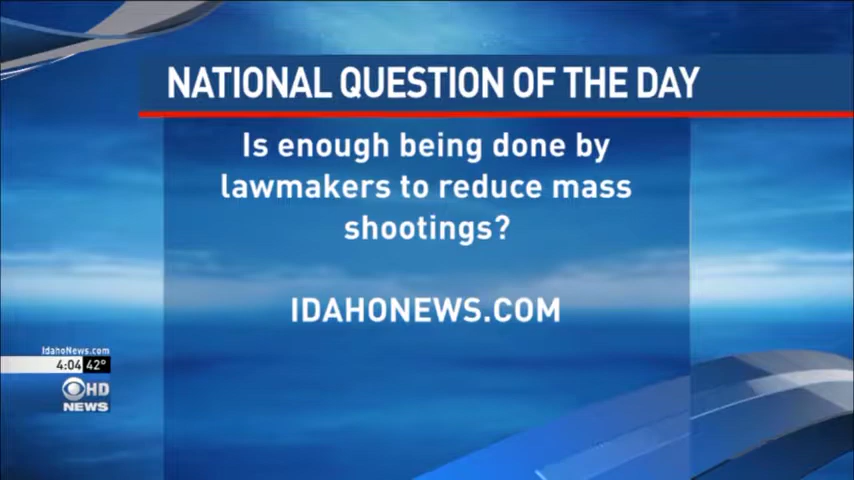 NATIONAL QUESTION OF THE DAY
Is enough being done by
lawmakers to reduce mass
shootings?
IDAHONEWS.COM
IdahoNews.com
4:04 42°
HD
NEWS